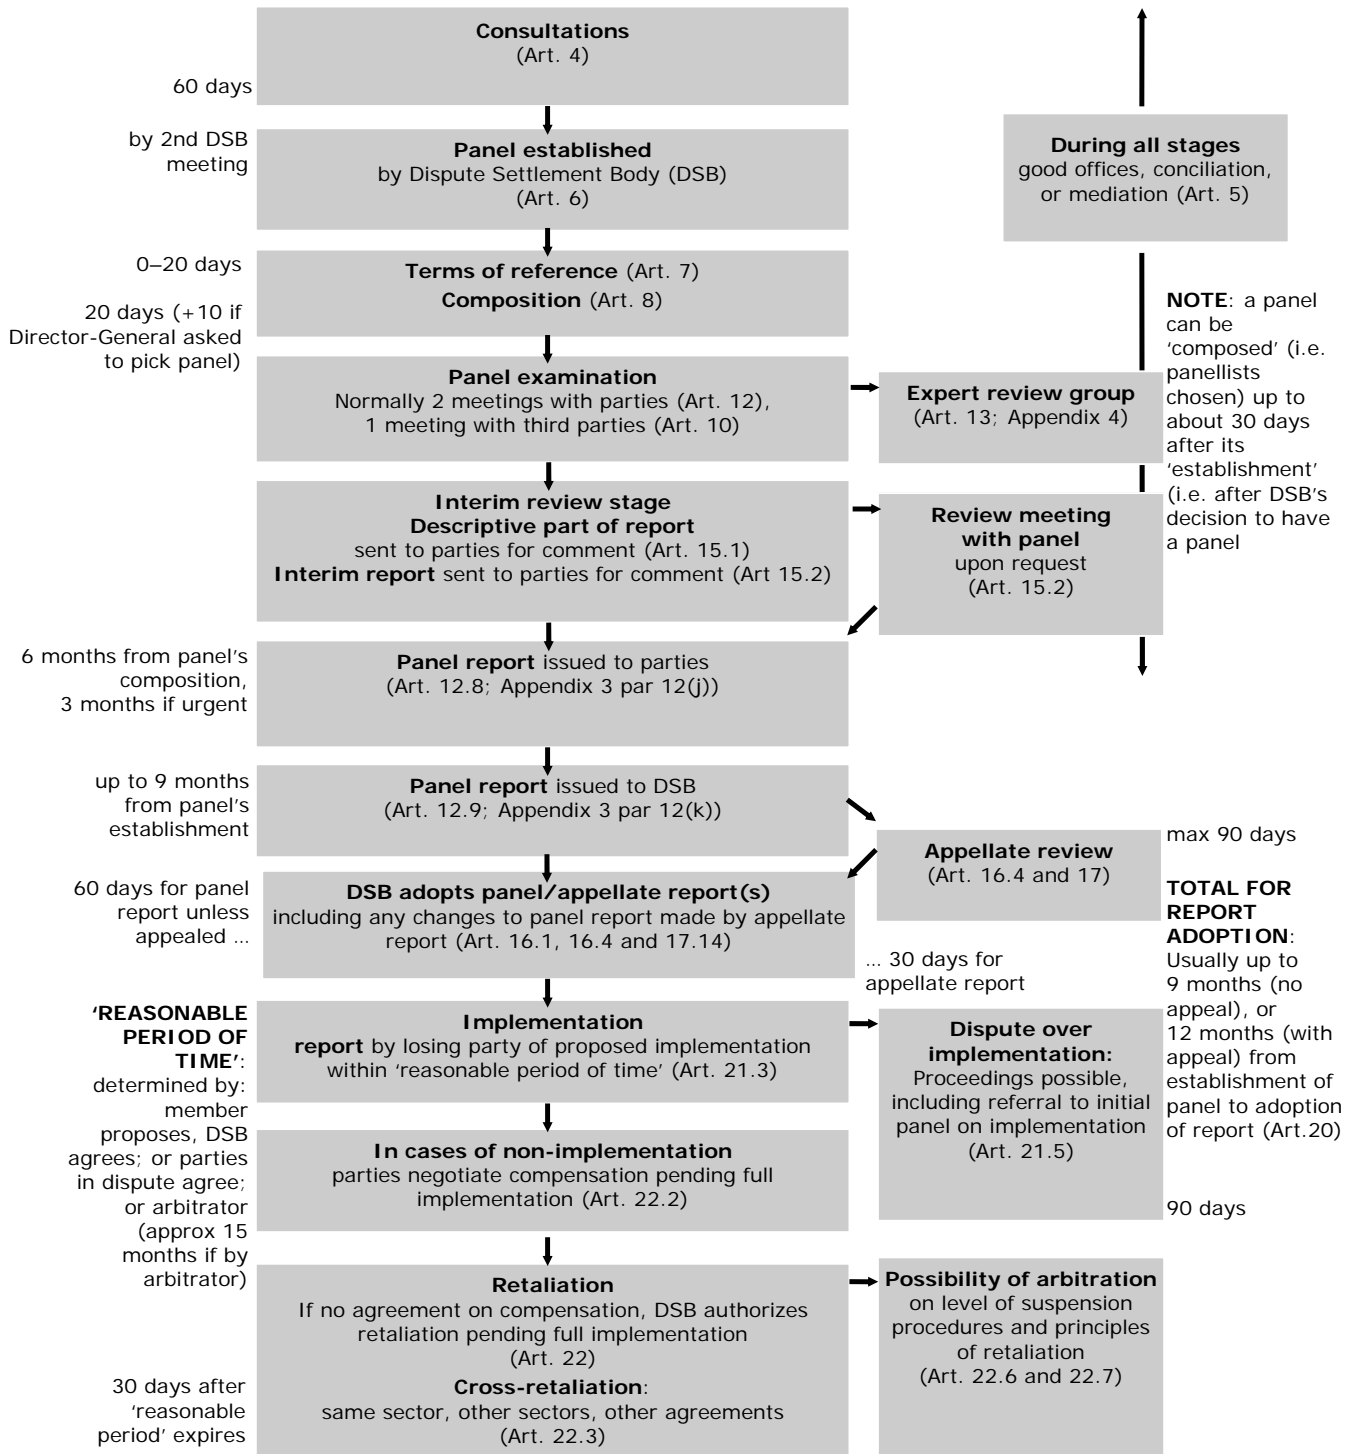 Consultations
(Art. 4)
60 days
by 2nd DSB
meeting
Panel established
by Dispute Settlement Body (DSB)
(Art. 6)
During all stages
good offices, conciliation,
or mediation (Art. 5)
0–20 days
Terms of reference (Art. 7)
Composition (Art. 8)
20 days (+10 if
Director-General asked
to pick panel)
NOTE: a panel
can be
‘composed’ (i.e.
panellists
chosen) up to
about 30 days
after its
‘establishment’
(i.e. after DSB’s
decision to have
a panel
Panel examination
Normally 2 meetings with parties (Art. 12),
1 meeting with third parties (Art. 10)
Expert review group
(Art. 13; Appendix 4)
Interim review stage
Descriptive part of report
sent to parties for comment (Art. 15.1)
Interim report sent to parties for comment (Art 15.2)
Review meeting
with panel
upon request
(Art. 15.2)
6 months from panel’s
composition,
3 months if urgent
Panel report issued to parties
(Art. 12.8; Appendix 3 par 12(j))
up to 9 months
from panel’s
establishment
Panel report issued to DSB
(Art. 12.9; Appendix 3 par 12(k))
Appellate review
(Art. 16.4 and 17)
max 90 days
60 days for panel
report unless
appealed ...
DSB adopts panel/appellate report(s)
including any changes to panel report made by appellate
report (Art. 16.1, 16.4 and 17.14)
... 30 days for
appellate report
TOTAL FOR
REPORT
ADOPTION:
Usually up to
9 months (no
appeal), or
12 months (with
appeal) from
establishment of
panel to adoption
of report (Art.20)
‘REASONABLE
PERIOD OF
TIME’:
determined by:
member
proposes, DSB
agrees; or parties
in dispute agree;
or arbitrator
(approx 15
months if by
arbitrator)
Implementation
report by losing party of proposed implementation
within ‘reasonable period of time’ (Art. 21.3)
Dispute over
implementation:
Proceedings possible,
including referral to initial
panel on implementation
(Art. 21.5)
90 days
In cases of non-implementation
parties negotiate compensation pending full
implementation (Art. 22.2)
Retaliation
If no agreement on compensation, DSB authorizes
retaliation pending full implementation
(Art. 22)
Cross-retaliation:
same sector, other sectors, other agreements
(Art. 22.3)
Possibility of arbitration
on level of suspension
procedures and principles
of retaliation
(Art. 22.6 and 22.7)
30 days after
‘reasonable
period’ expires